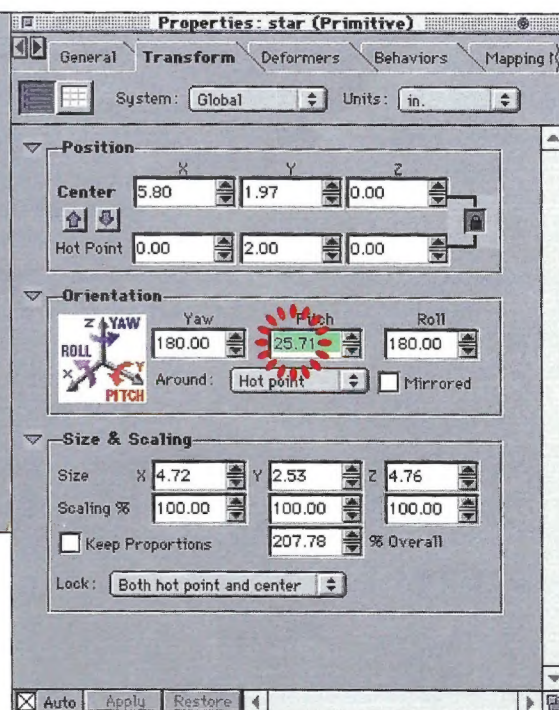 Properties: star (Primitive)
General Transform Deformers Behaviors Mapping
System: Global Units: in.
Position
X Y Z
Center 5.80 1.97 0.00
Hot Point 0.00 2.00 0.00
Orientation
Z YAW ROLL X Y PITCH
Yaw Pitch Roll
180.00 25.71 180.00
Around: Hot point Mirrored
Size & Scaling
Size X 4.72 Y 2.53 Z 4.76
Scaling % 100.00 100.00 100.00
Keep Proportions 207.78 % Overall
Lock: Both hot point and center
Auto Apply Restore